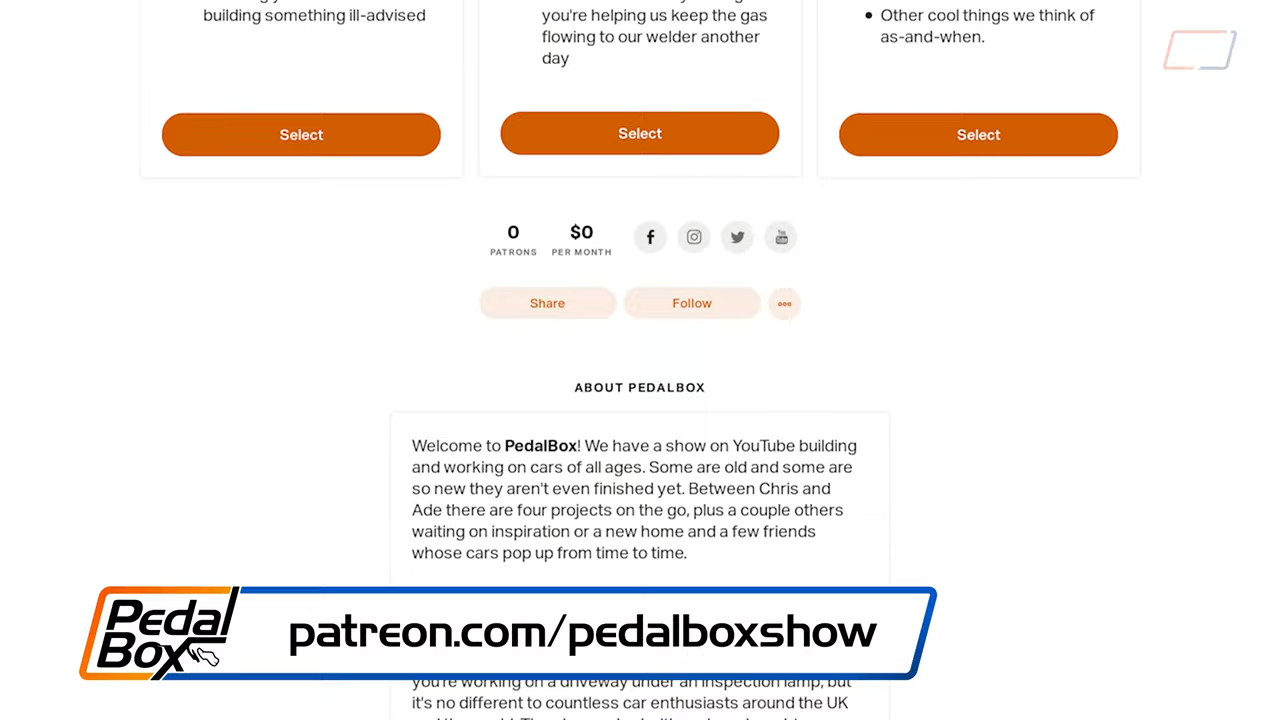 building something ill-advised
you're helping us keep the gas
flowing to our welder another
day
Other cool things we think of
as-and-when.
Select
Select
Select
0
PATRONS
$0
PER MONTH
Share
Follow
ABOUT PEDALBOX
Welcome to PedalBox! We have a show on YouTube building
and working on cars of all ages. Some are old and some are
so new they aren't even finished yet. Between Chris and
Ade there are four projects on the go, plus a couple others
waiting on inspiration or a new home and a few friends
whose cars pop up from time to time.
Pedal
Box
patreon.com/pedalboxshow
you're working on a driveway under an inspection lamp, but
it's no different to countless car enthusiasts around the UK